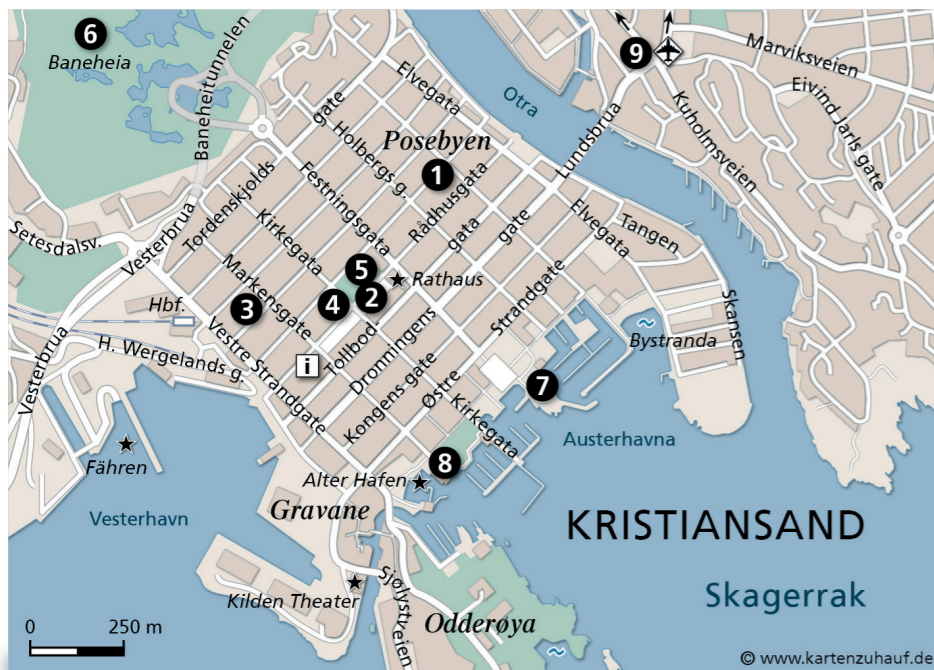 6
Baneheia
Baneheitunnelen
Elvegata
Otra
9
Marviksveien
Eivind Jarls gate
Kuholmsveien
Lundsbrua
gate
Holbergs g.
Posebyen
1
Tordenskjolds
Festningsgata
Rådhusgata
Kirkegata
gata
gate
Elvegata
Tangen
Setesdalsv.
Vesterbrua
Markensgate
5
Rathaus
2
4
3
Hbf.
Skansen
Strandgate
Bystranda
Vesterbrua
H. Wergelands g.
Vestre Strandgate
i
Tollbod
Dronningens
Kongens gate
Østre
Kirkegata
7
Austerhavna
8
Fähren
Alter Hafen
Gravane
Vesterhavn
KRISTIANSAND
Skagerrak
Kilden Theater
Sjølystveien
Odderøya
0 250 m
© www.kartenzuhauf.de